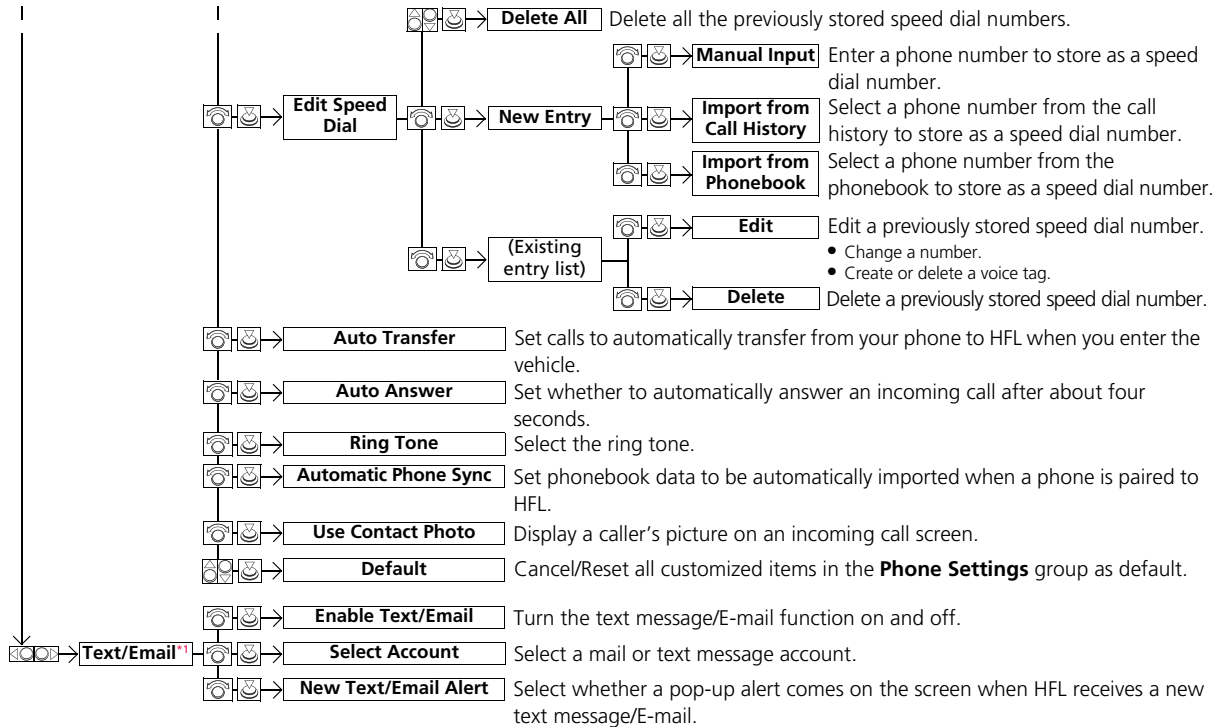 Delete All Delete all the previously stored speed dial numbers.
Manual Input Enter a phone number to store as a speed
dial number.
Edit Speed
Dial
New Entry
Import from
Call History
Select a phone number from the call
history to store as a speed dial number.
Import from
Phonebook
Select a phone number from the
phonebook to store as a speed dial number.
(Existing
entry list)
Edit Edit a previously stored speed dial number.
• Change a number.
• Create or delete a voice tag.
Delete Delete a previously stored speed dial number.
Auto Transfer Set calls to automatically transfer from your phone to HFL when you enter the
vehicle.
Auto Answer Set whether to automatically answer an incoming call after about four
seconds.
Ring Tone Select the ring tone.
Automatic Phone Sync Set phonebook data to be automatically imported when a phone is paired to
HFL.
Use Contact Photo Display a caller’s picture on an incoming call screen.
Default Cancel/Reset all customized items in the Phone Settings group as default.
Enable Text/Email Turn the text message/E-mail function on and off.
Text/Email*1 Select Account Select a mail or text message account.
New Text/Email Alert Select whether a pop-up alert comes on the screen when HFL receives a new
text message/E-mail.